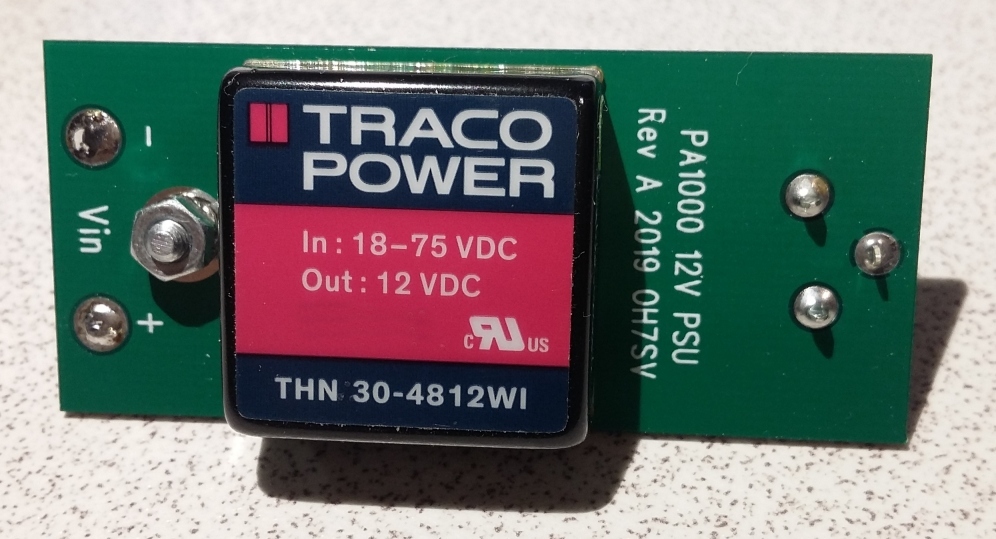 TRACO
POWER
In: 18–75 VDC
Out: 12 VDC
c RU US
THN 30-4812WI
- Vin +
PA1000 12V PSU
Rev A 2019 OH7SV